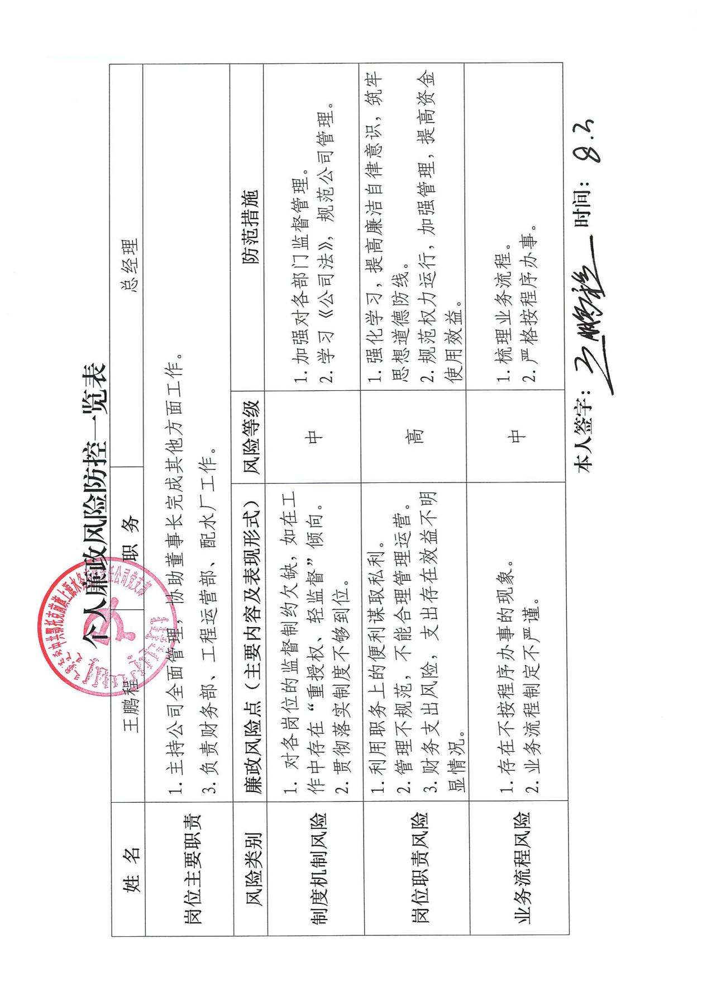 个人廉政风险防控一览表
姓 名 王鹏程 职 务 总经理
岗位主要职责
1. 主持公司全面管理，协助董事长完成其他方面工作。
3. 负责财务部、工程运营部、配水厂工作。
风险类别 廉政风险点（主要内容及表现形式） 风险等级 防范措施
制度机制风险
1. 对各岗位的监督制约欠缺，如在工
作中存在“重授权、轻监督”倾向。
2. 贯彻落实制度不够到位。
中
1. 加强对各部门监督管理。
2. 学习《公司法》，规范公司管理。
岗位职责风险
1. 利用职务上的便利谋取私利。
2. 管理不规范，不能合理管理运营。
3. 财务支出风险，支出存在效益不明
显情况。
高
1. 强化学习，提高廉洁自律意识，筑牢
思想道德防线。
2. 规范权力运行，加强管理，提高资金
使用效益。
业务流程风险
1. 存在不按程序办事的现象。
2. 业务流程制定不严谨。
中
1. 梳理业务流程。
2. 严格按程序办事。
本人签字：王鹏程 时间：8.3